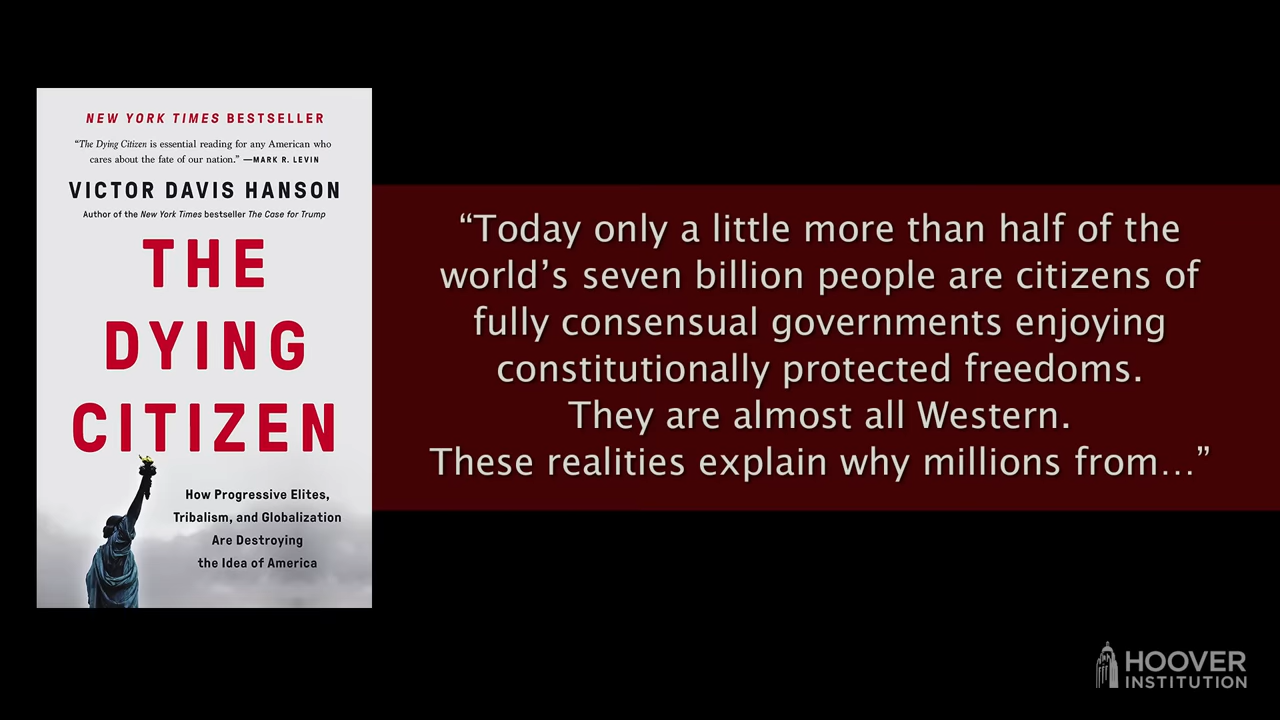 NEW YORK TIMES BESTSELLER
“The Dying Citizen is essential reading for any American who
cares about the fate of our nation.” —MARK R. LEVIN
VICTOR DAVIS HANSON
Author of the New York Times bestseller The Case for Trump
THE
DYING
CITIZEN
How Progressive Elites,
Tribalism, and Globalization
Are Destroying
the Idea of America
“Today only a little more than half of the
world’s seven billion people are citizens of
fully consensual governments enjoying
constitutionally protected freedoms.
They are almost all Western.
These realities explain why millions from...”
HOOVER
INSTITUTION